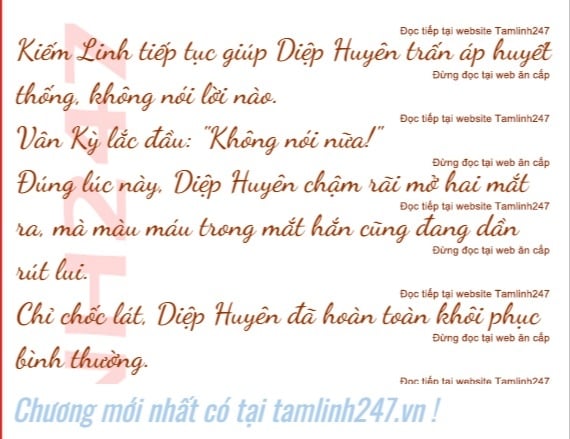 Đọc tiếp tại website Tamlinh247
Kiếm Linh tiếp tục giúp Diệp Huyên trấn áp huyết
Đừng đọc tại web ăn cắp
thống, không nói lời nào.
Đọc tiếp tại website Tamlinh247
Vân Kỳ lắc đầu: "Không nói nữa!"
Đừng đọc tại web ăn cắp
Đúng lúc này, Diệp Huyên chậm rãi mở hai mắt
Đọc tiếp tại website Tamlinh247
ra, mà màu máu trong mắt hắn cũng đang dần
Đừng đọc tại web ăn cắp
rút lui.
Đọc tiếp tại website Tamlinh247
Chỉ chốc lát, Diệp Huyên đã hoàn toàn khôi phục
Đừng đọc tại web ăn cắp
bình thường.
Đọc tiếp tại website Tamlinh247
Chương mới nhất có tại tamlinh247.vn !
NH247